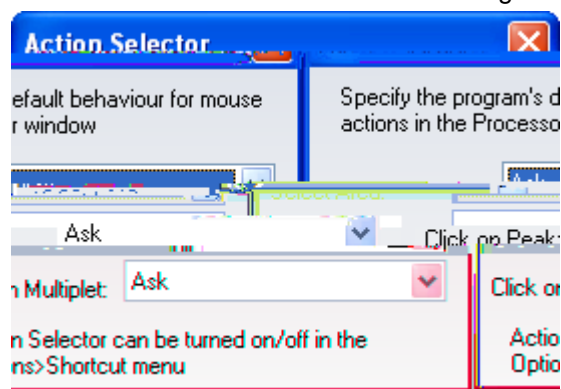 Action Selector
efault behaviour for mouse
r window
Specify the program's d
actions in the Processo
Ask
Click on Peak:
n Multiplet: Ask
Click or
n Selector can be turned on/off in the
ns>Shortcut menu
Actio
Optio